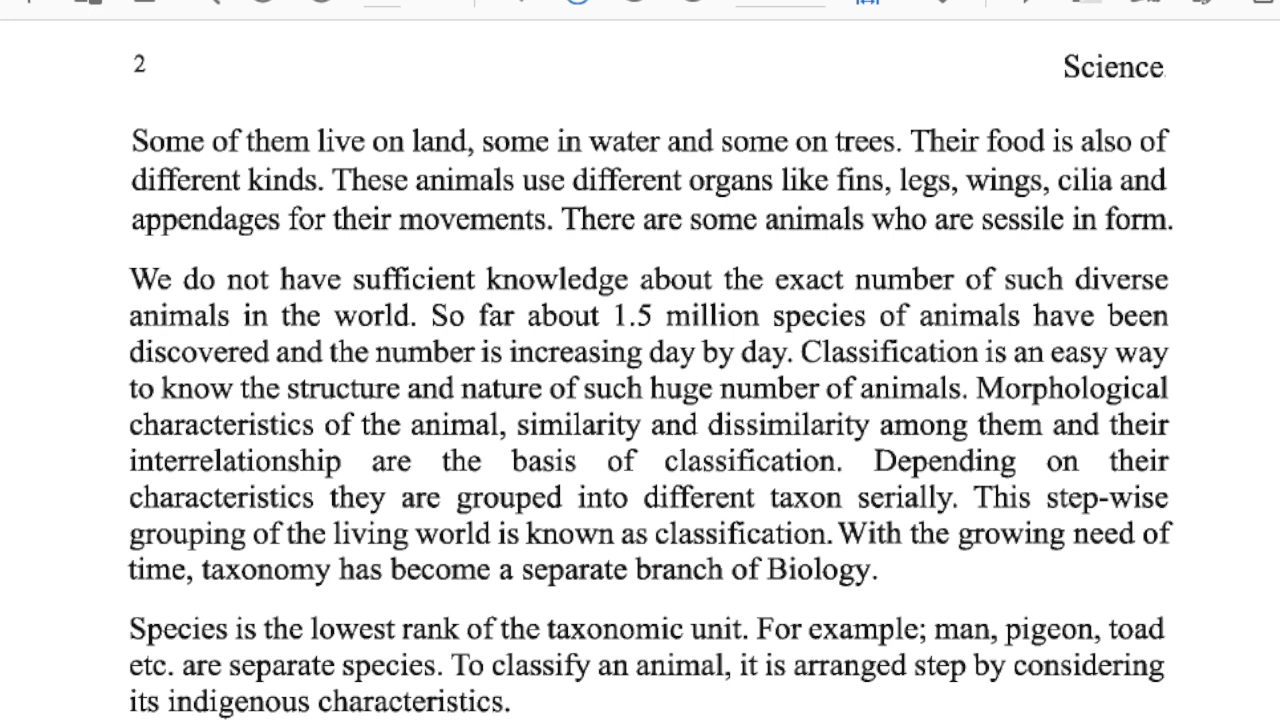 2
Science
Some of them live on land, some in water and some on trees. Their food is also of
different kinds. These animals use different organs like fins, legs, wings, cilia and
appendages for their movements. There are some animals who are sessile in form.
We do not have sufficient knowledge about the exact number of such diverse
animals in the world. So far about 1.5 million species of animals have been
discovered and the number is increasing day by day. Classification is an easy way
to know the structure and nature of such huge number of animals. Morphological
characteristics of the animal, similarity and dissimilarity among them and their
interrelationship are the basis of classification. Depending on their
characteristics they are grouped into different taxon serially. This step-wise
grouping of the living world is known as classification. With the growing need of
time, taxonomy has become a separate branch of Biology.
Species is the lowest rank of the taxonomic unit. For example; man, pigeon, toad
etc. are separate species. To classify an animal, it is arranged step by considering
its indigenous characteristics.